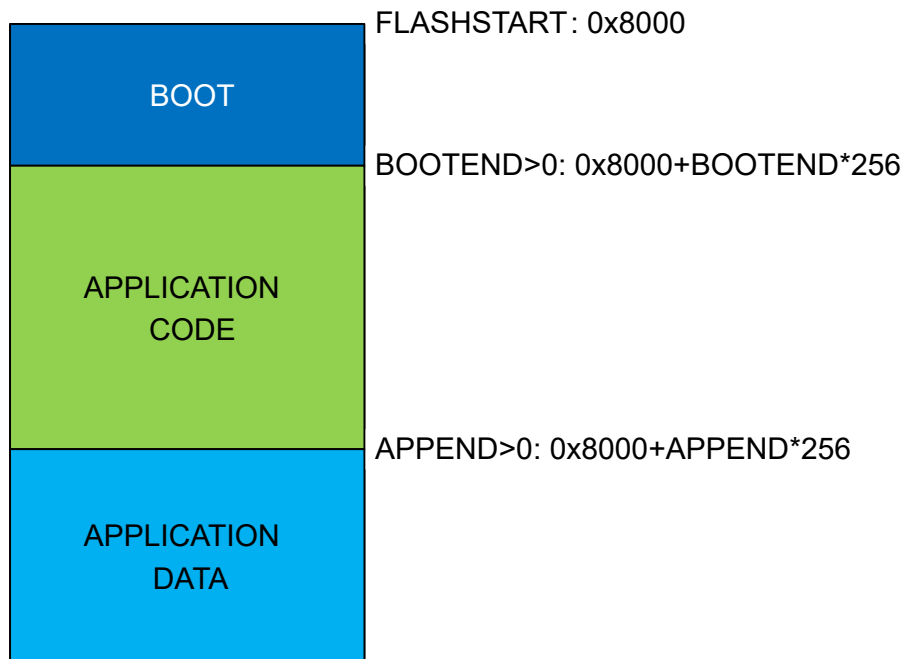 FLASHSTART: 0x8000
BOOT
BOOTEND>0: 0x8000+BOOTEND*256
APPLICATION
CODE
APPEND>0: 0x8000+APPEND*256
APPLICATION
DATA